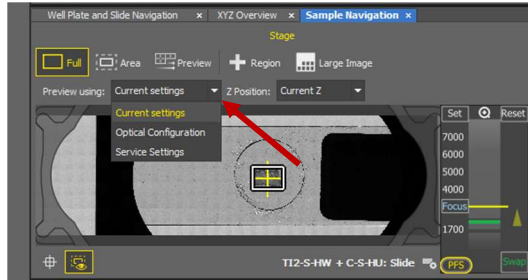 Well Plate and Slide Navigation × XYZ Overview × Sample Navigation ×
Stage
Full Area Preview Region Large Image
Preview using: Current settings Z Position: Current Z
Current settings
Optical Configuration
Service Settings
Set Reset
7000
6000
5000
4000
Focus
1700
TI2-S-HW + C-S-HU: Slide PFS Swap